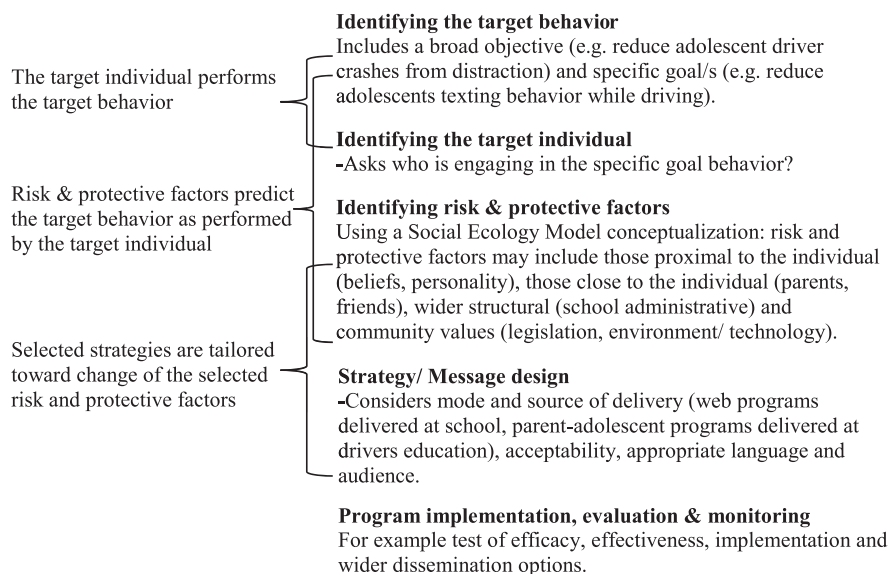 Identifying the target behavior
Includes a broad objective (e.g. reduce adolescent driver
crashes from distraction) and specific goal/s (e.g. reduce
adolescents texting behavior while driving).
The target individual performs
the target behavior
Identifying the target individual
-Asks who is engaging in the specific goal behavior?
Risk & protective factors predict
the target behavior as performed
by the target individual
Identifying risk & protective factors
Using a Social Ecology Model conceptualization: risk and
protective factors may include those proximal to the individual
(beliefs, personality), those close to the individual (parents,
friends), wider structural (school administrative) and
community values (legislation, environment/ technology).
Selected strategies are tailored
toward change of the selected
risk and protective factors
Strategy/ Message design
-Considers mode and source of delivery (web programs
delivered at school, parent-adolescent programs delivered at
drivers education), acceptability, appropriate language and
audience.
Program implementation, evaluation & monitoring
For example test of efficacy, effectiveness, implementation and
wider dissemination options.